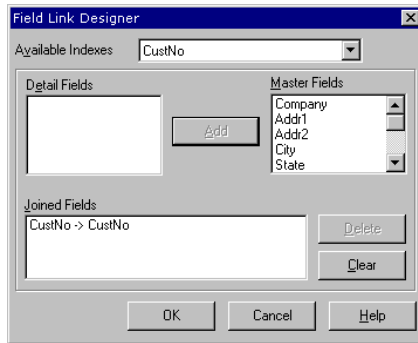 Field Link Designer
Available Indexes CustNo
Detail Fields Master Fields
Company
Addr1
Add Addr2
City
State
Joined Fields
CustNo -> CustNo
Delete
Clear
OK Cancel Help